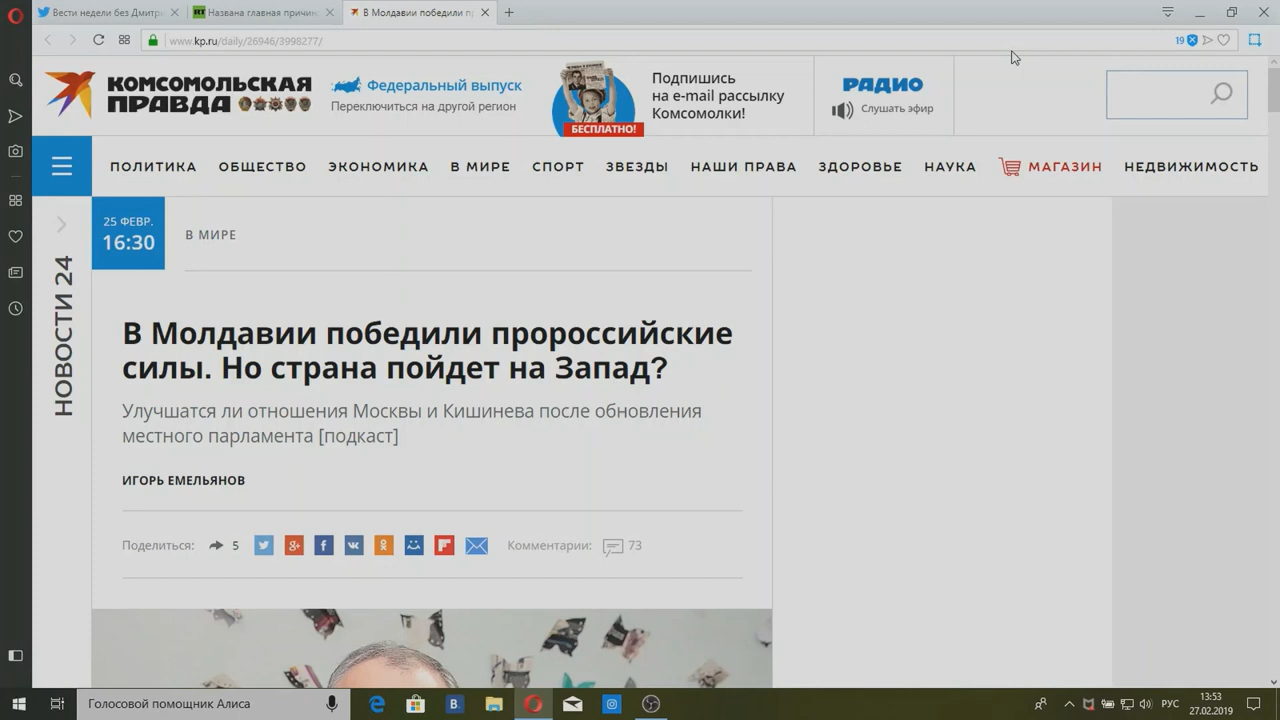 Вести недели без Дмитри
Названа главная причин
В Молдавии победили п
www.kp.ru/daily/26946/3998277/
19
КОМСОМОЛЬСКАЯ
ПРАВДА
Федеральный выпуск
Переключиться на другой регион
БЕСПЛАТНО!
Подпишись
на e-mail рассылку
Комсомолки!
РАДИО
Слушать эфир
ПОЛИТИКА ОБЩЕСТВО ЭКОНОМИКА В МИРЕ СПОРТ ЗВЕЗДЫ НАШИ ПРАВА ЗДОРОВЬЕ НАУКА МАГАЗИН НЕДВИЖИМОСТЬ
НОВОСТИ 24
25 ФЕВР.
16:30
В МИРЕ
В Молдавии победили пророссийские
силы. Но страна пойдет на Запад?
Улучшатся ли отношения Москвы и Кишинева после обновления
местного парламента [подкаст]
ИГОРЬ ЕМЕЛЬЯНОВ
Поделиться: 5
Комментарии: 73
Голосовой помощник Алиса
РУС
13:53
27.02.2019